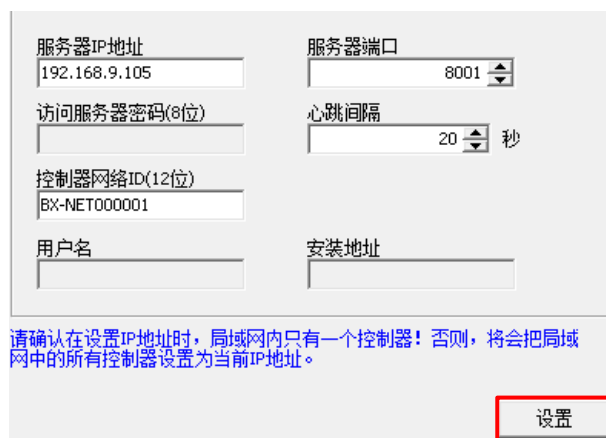 服务器IP地址 服务器端口
192.168.9.105 8001
访问服务器密码(8位) 心跳间隔
20 秒
控制器网络ID(12位)
BX-NET000001
用户名 安装地址
请确认在设置IP地址时，局域网内只有一个控制器！否则，将会把局域
网中的所有控制器设置为当前IP地址。
设置